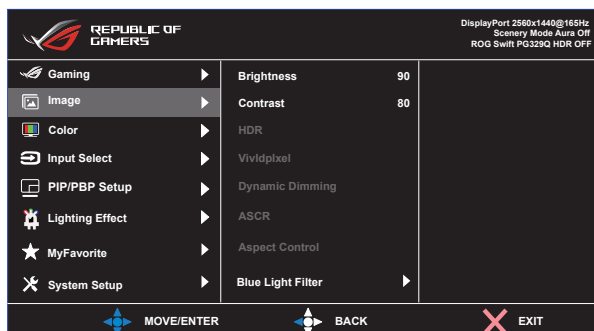 REPUBLIC OF
GAMERS
DisplayPort 2560x1440@165Hz
Scenery Mode Aura Off
ROG Swift PG329Q HDR OFF
Gaming
Image
Color
Input Select
PIP/PBP Setup
Lighting Effect
MyFavorite
System Setup
Brightness 90
Contrast 80
HDR
Vividpixel
Dynamic Dimming
ASCR
Aspect Control
Blue Light Filter
MOVE/ENTER
BACK
EXIT